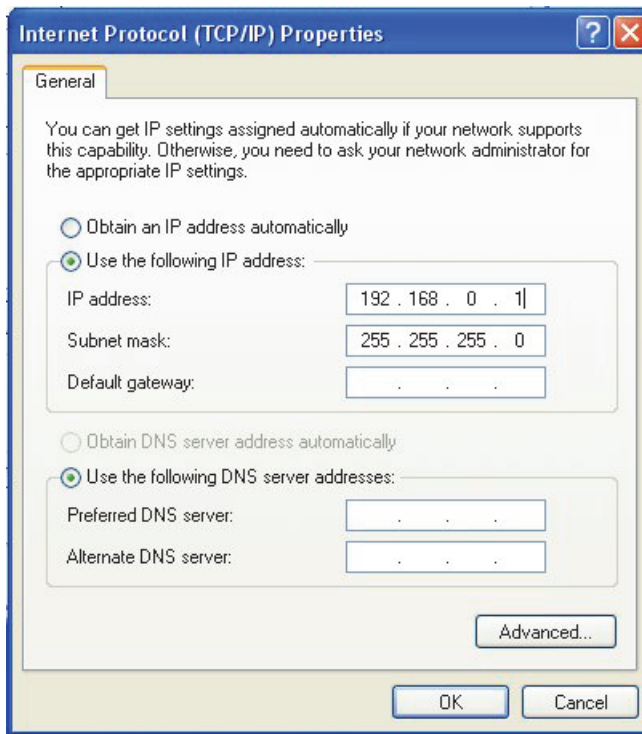 Internet Protocol (TCP/IP) Properties
General
You can get IP settings assigned automatically if your network supports
this capability. Otherwise, you need to ask your network administrator for
the appropriate IP settings.
Obtain an IP address automatically
Use the following IP address:
IP address: 192 . 168 . 0 . 1
Subnet mask: 255 . 255 . 255 . 0
Default gateway: . . .
Obtain DNS server address automatically
Use the following DNS server addresses:
Preferred DNS server: . . .
Alternate DNS server: . . .
Advanced...
OK Cancel